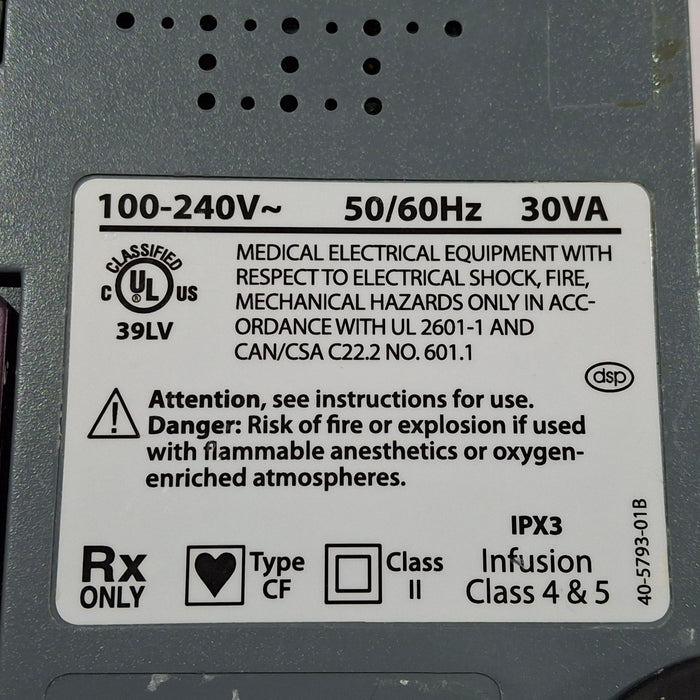 100-240V~ 50/60Hz 30VA
CLASSIFIED
C UL US
39LV
MEDICAL ELECTRICAL EQUIPMENT WITH
RESPECT TO ELECTRICAL SHOCK, FIRE,
MECHANICAL HAZARDS ONLY IN ACC-
ORDANCE WITH UL 2601-1 AND
CAN/CSA C22.2 NO. 601.1
dsp
Attention, see instructions for use.
Danger: Risk of fire or explosion if used
with flammable anesthetics or oxygen-
enriched atmospheres.
Rx
ONLY
Type
CF
Class
II
IPX3
Infusion
Class 4 & 5
40-5793-01B